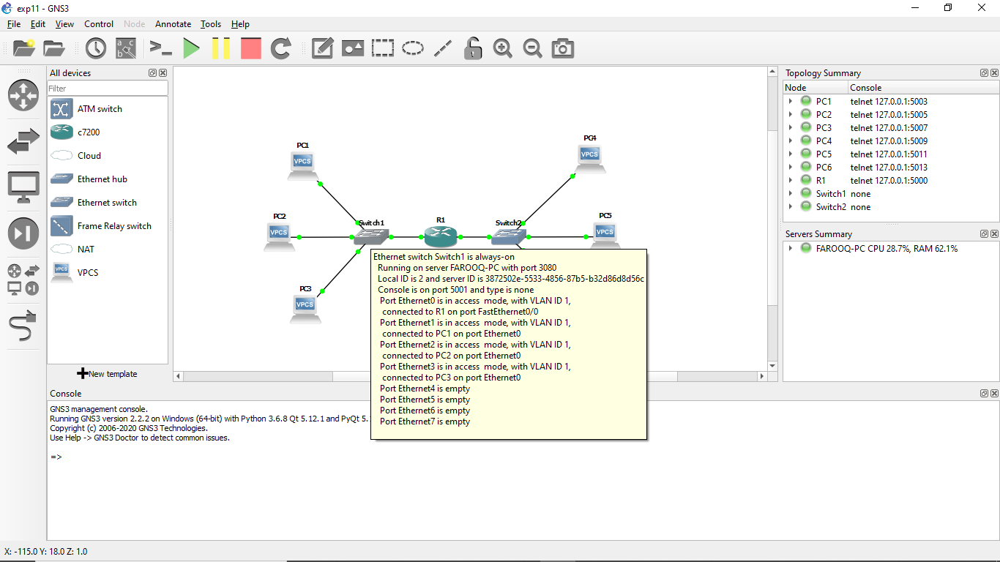 exp11 - GNS3
File Edit View Control Node Annotate Tools Help
All devices
Filter
ATM switch
c7200
Cloud
Ethernet hub
Ethernet switch
Frame Relay switch
NAT
VPCS
VPCS
New template
PC1
VPCS
PC2
VPCS
PC3
VPCS
Switch1
R1
Switch2
PC4
VPCS
PC5
VPCS
Ethernet switch Switch1 is always-on
Running on server FAROOQ-PC with port 3080
Local ID is 2 and server ID is 3872502e-5533-4856-87b5-b32d86d8d56c
Console is on port 5001 and type is none
Port Ethernet0 is in access mode, with VLAN ID 1,
connected to R1 on port FastEthernet0/0
Port Ethernet1 is in access mode, with VLAN ID 1,
connected to PC1 on port Ethernet0
Port Ethernet2 is in access mode, with VLAN ID 1,
connected to PC2 on port Ethernet0
Port Ethernet3 is in access mode, with VLAN ID 1,
connected to PC3 on port Ethernet0
Port Ethernet4 is empty
Port Ethernet5 is empty
Port Ethernet6 is empty
Port Ethernet7 is empty
Topology Summary
Node Console
PC1 telnet 127.0.0.1:5003
PC2 telnet 127.0.0.1:5005
PC3 telnet 127.0.0.1:5007
PC4 telnet 127.0.0.1:5009
PC5 telnet 127.0.0.1:5011
PC6 telnet 127.0.0.1:5013
R1 telnet 127.0.0.1:5000
Switch1 none
Switch2 none
Servers Summary
FAROOQ-PC CPU 28.7%, RAM 62.1%
Console
GNS3 management console.
Running GNS3 version 2.2.2 on Windows (64-bit) with Python 3.6.8 Qt 5.12.1 and PyQt 5.
Copyright (c) 2006-2020 GNS3 Technologies.
Use Help -> GNS3 Doctor to detect common issues.
=>
X: -115.0 Y: 18.0 Z: 1.0